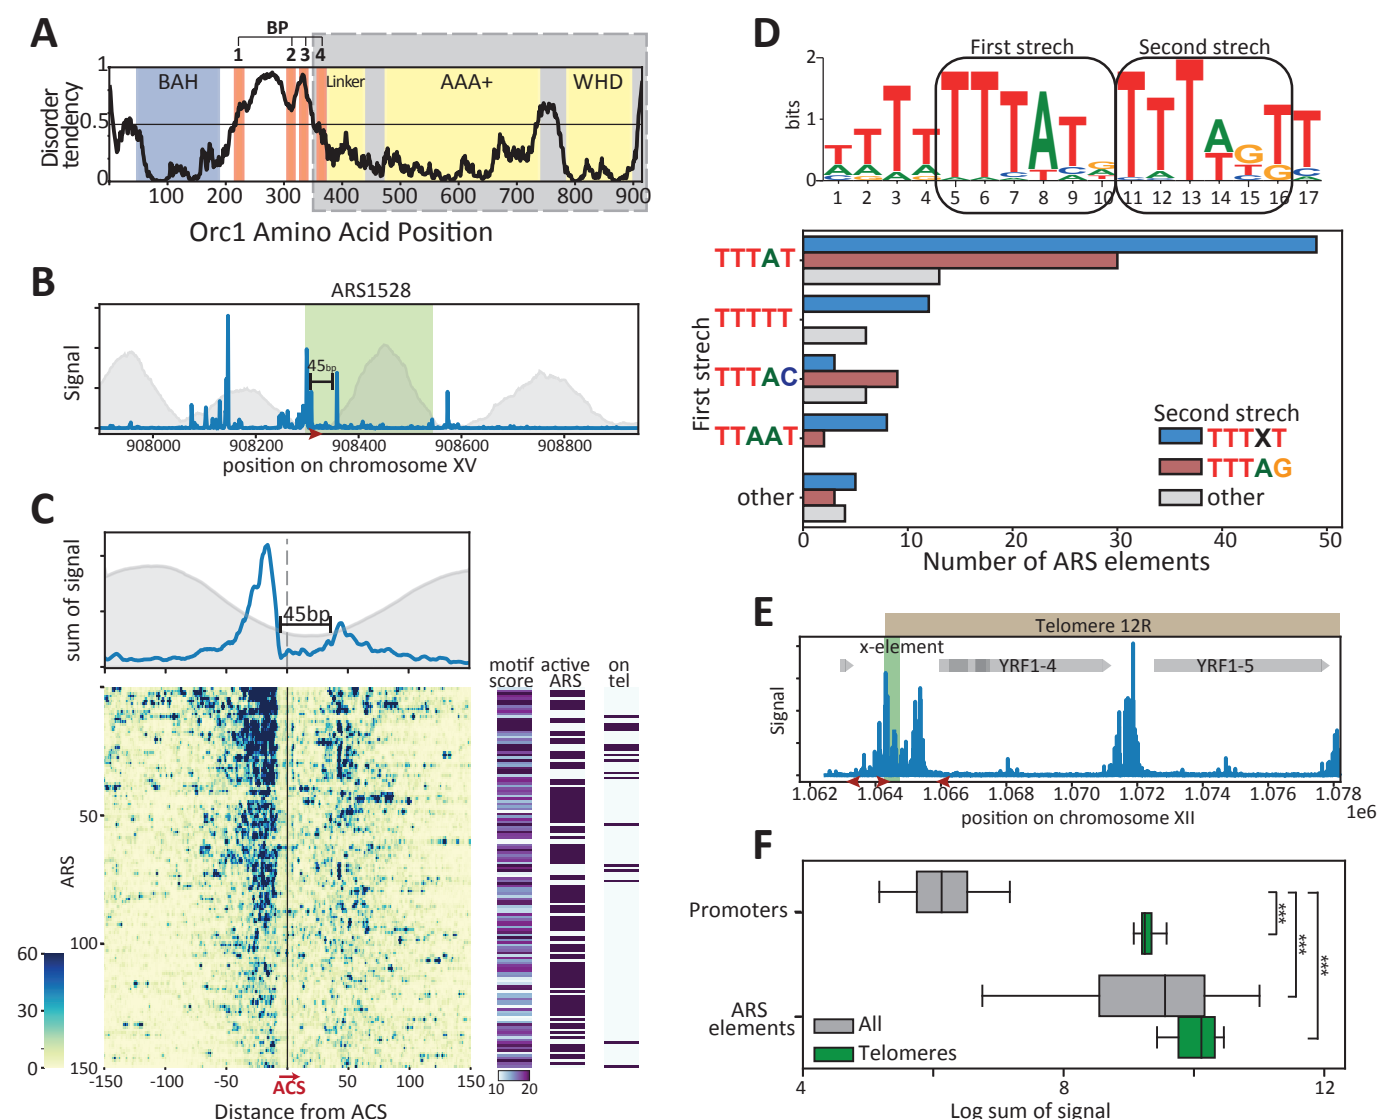 A
BP
1 2 3 4
BAH
Linker
AAA+
WHD
Disorder
tendency
1
0.5
0
100 200 300 400 500 600 700 800 900
Orc1 Amino Acid Position
B
ARS1528
Signal
45bp
988000 988200 988400 988600 988800
position on chromosome XV
C
sum of signal
45bp
motif
score
active
ARS
on
tel
ARS
50
100
150
60
30
0
-150 -100 -50 0 50 100 150
ACS
Distance from ACS
10 20
D
First strech
Second strech
bits
2
1
0
1 2 3 4 5 6 7 8 9 10 11 12 13 14 15 16 17
First strech
TTTAT
TTTTT
TTTAC
TTAAT
other
Second strech
TTTXT
TTTAG
other
0 10 20 30 40 50
Number of ARS elements
E
Telomere 12R
x-element
YRF1-4
YRF1-5
Signal
1.062 1.064 1.066 1.068 1.070 1.072 1.074 1.076 1.078
1e6
position on chromosome XII
F
Promoters
ARS
elements
All
Telomeres
***
***
***
4 8 12
Log sum of signal